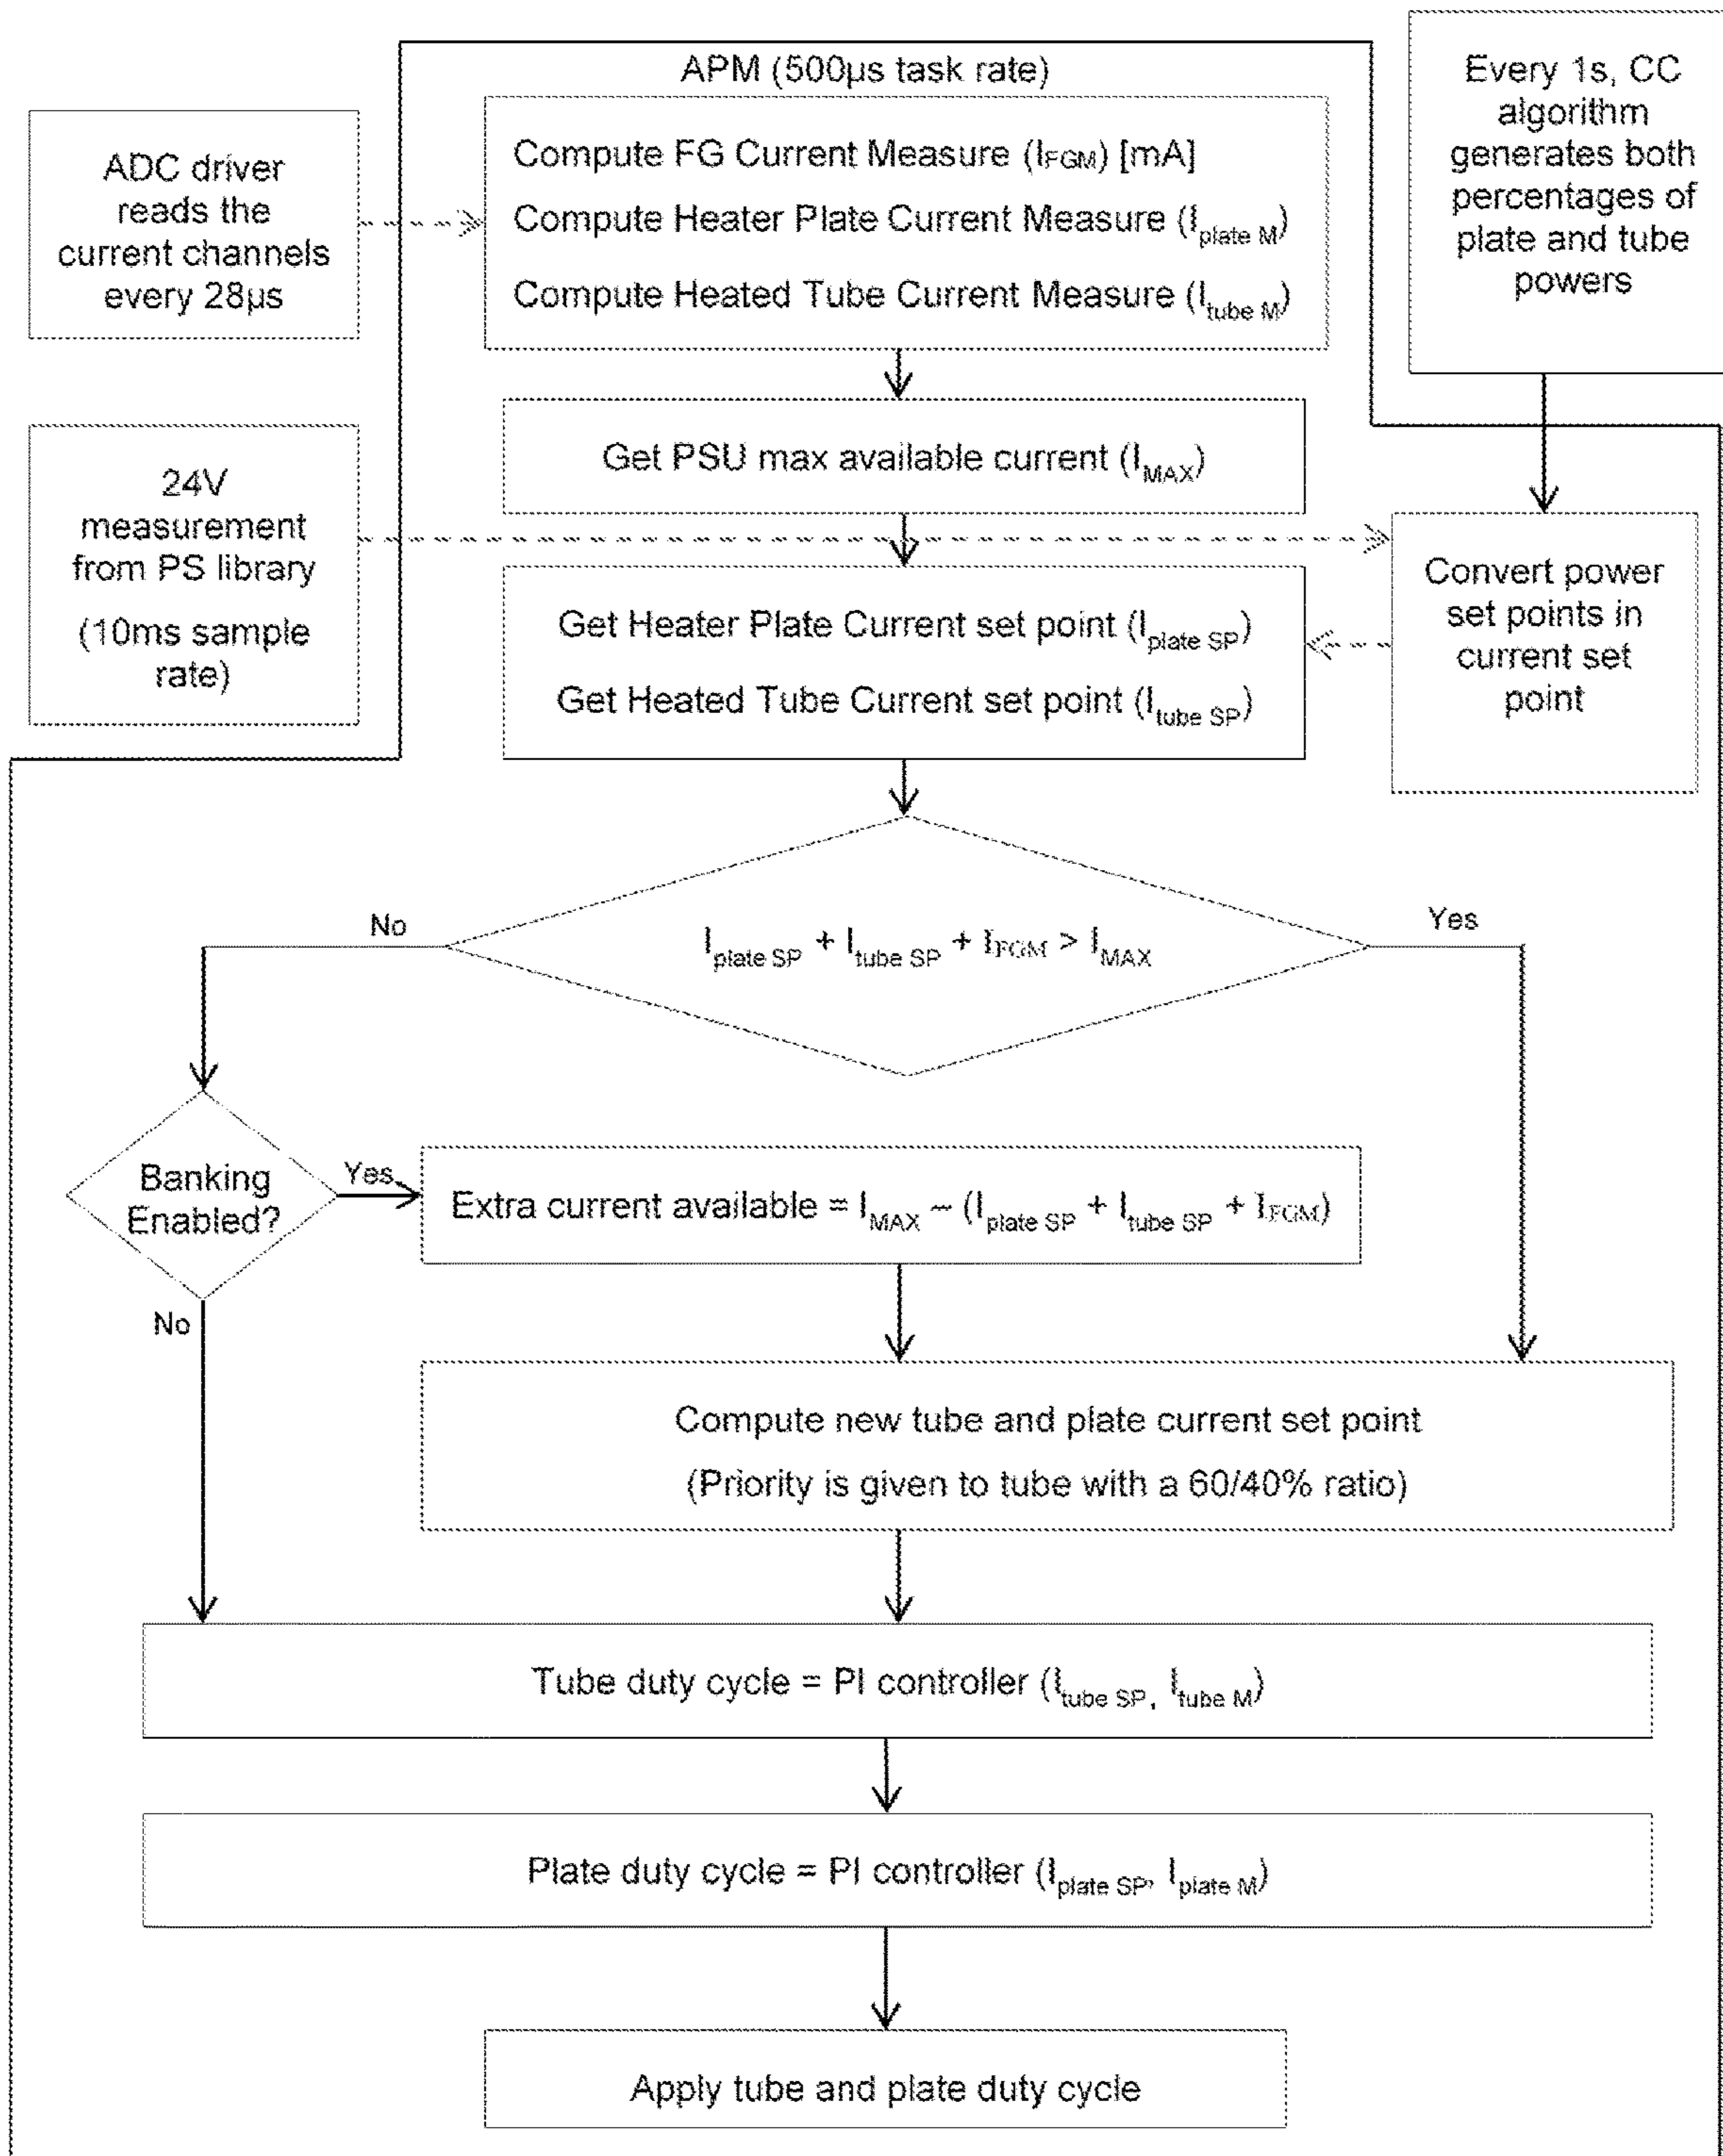 APM (500µs task rate)
ADC driver
reads the
current channels
every 28µs
Compute FG Current Measure (IFGM) [mA]
Compute Heater Plate Current Measure (Iplate M)
Compute Heated Tube Current Measure (Itube M)
Every 1s, CC
algorithm
generates both
percentages of
plate and tube
powers
24V
measurement
from PS library
(10ms sample
rate)
Get PSU max available current (IMAX)
Get Heater Plate Current set point (Iplate SP)
Get Heated Tube Current set point (Itube SP)
Convert power
set points in
current set
point
No
Iplate SP + Itube SP + IFGM > IMAX
Yes
Banking
Enabled?
Yes
Extra current available = IMAX – (Iplate SP + Itube SP + IFGM)
No
Compute new tube and plate current set point
(Priority is given to tube with a 60/40% ratio)
Tube duty cycle = PI controller (Itube SP, Itube M)
Plate duty cycle = PI controller (Iplate SP, Iplate M)
Apply tube and plate duty cycle